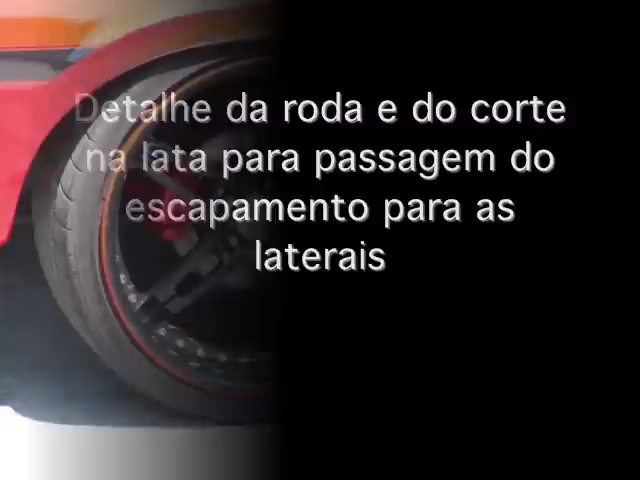 Detalhe da roda e do corte
na lata para passagem do
escapamento para as
laterais